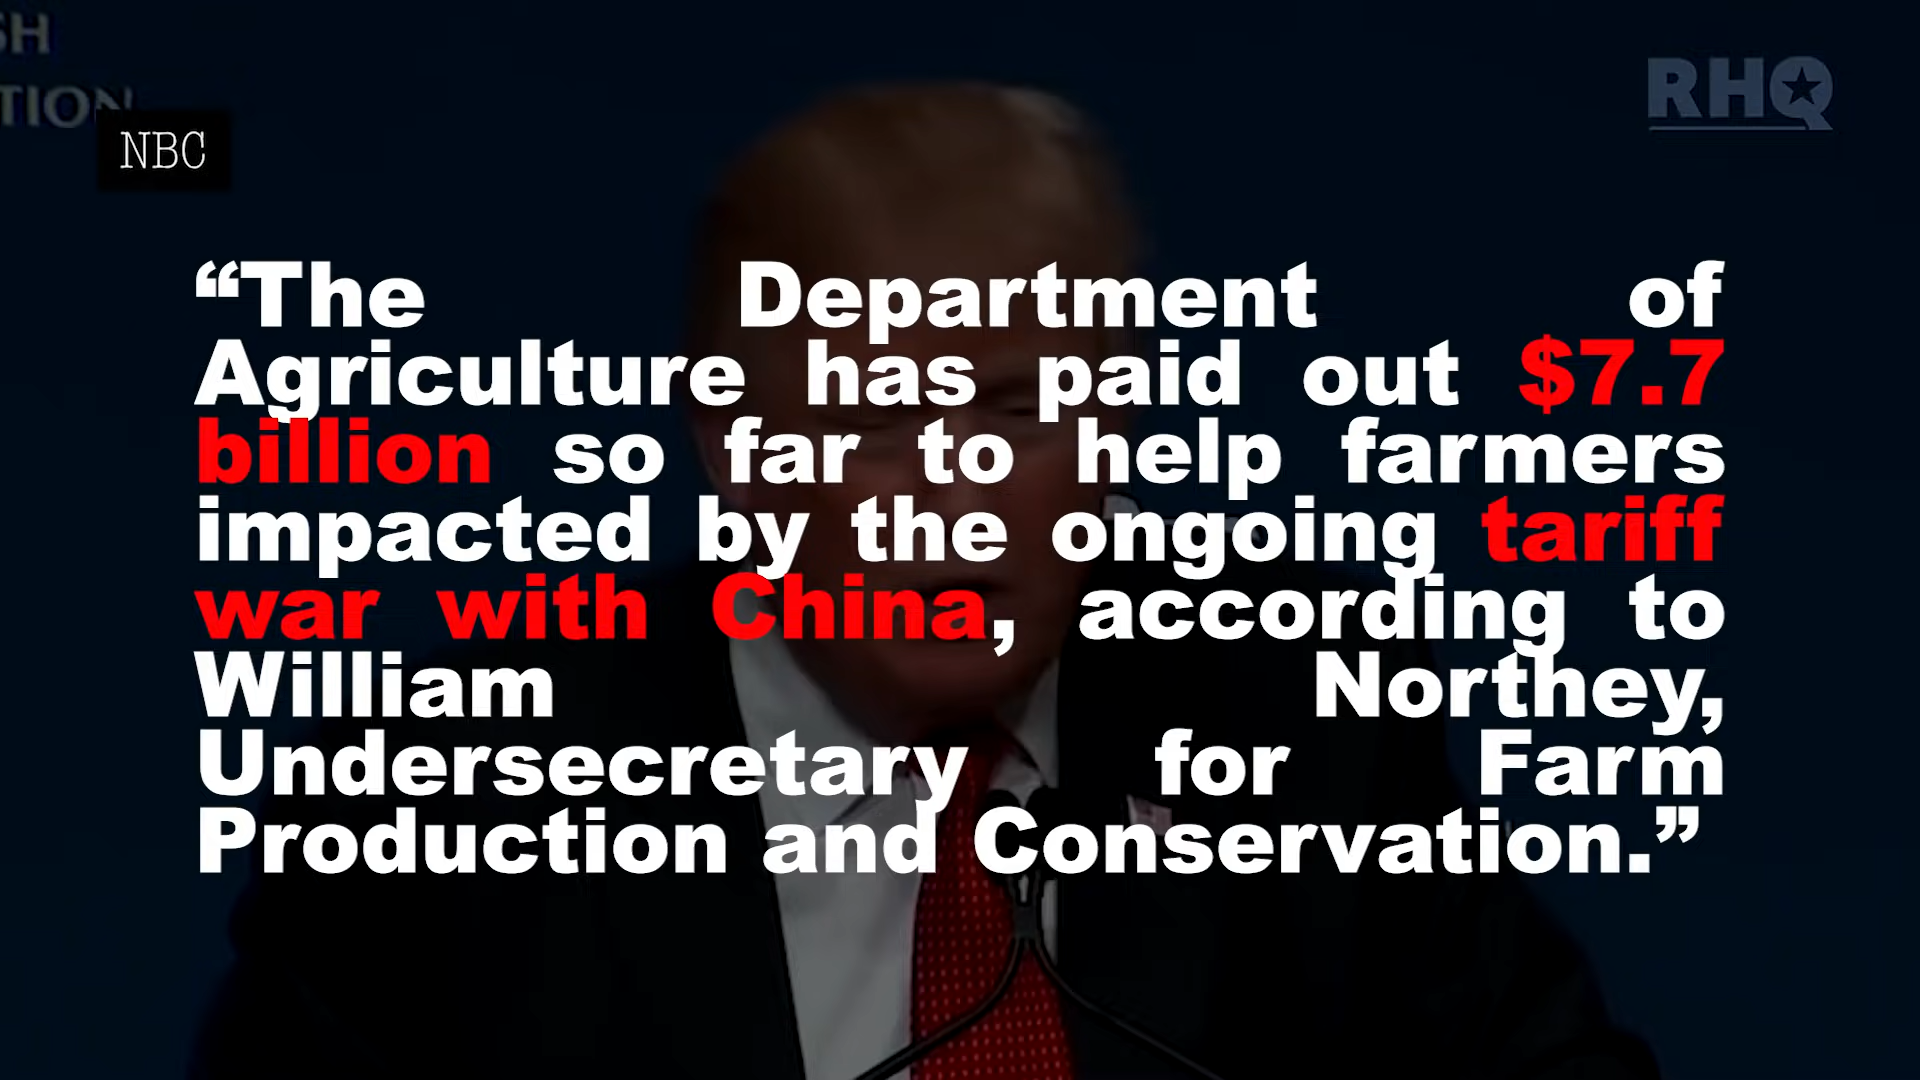 SH
TION
NBC
RHQ
“The Department of
Agriculture has paid out $7.7
billion so far to help farmers
impacted by the ongoing tariff
war with China, according to
William Northey,
Undersecretary for Farm
Production and Conservation.”